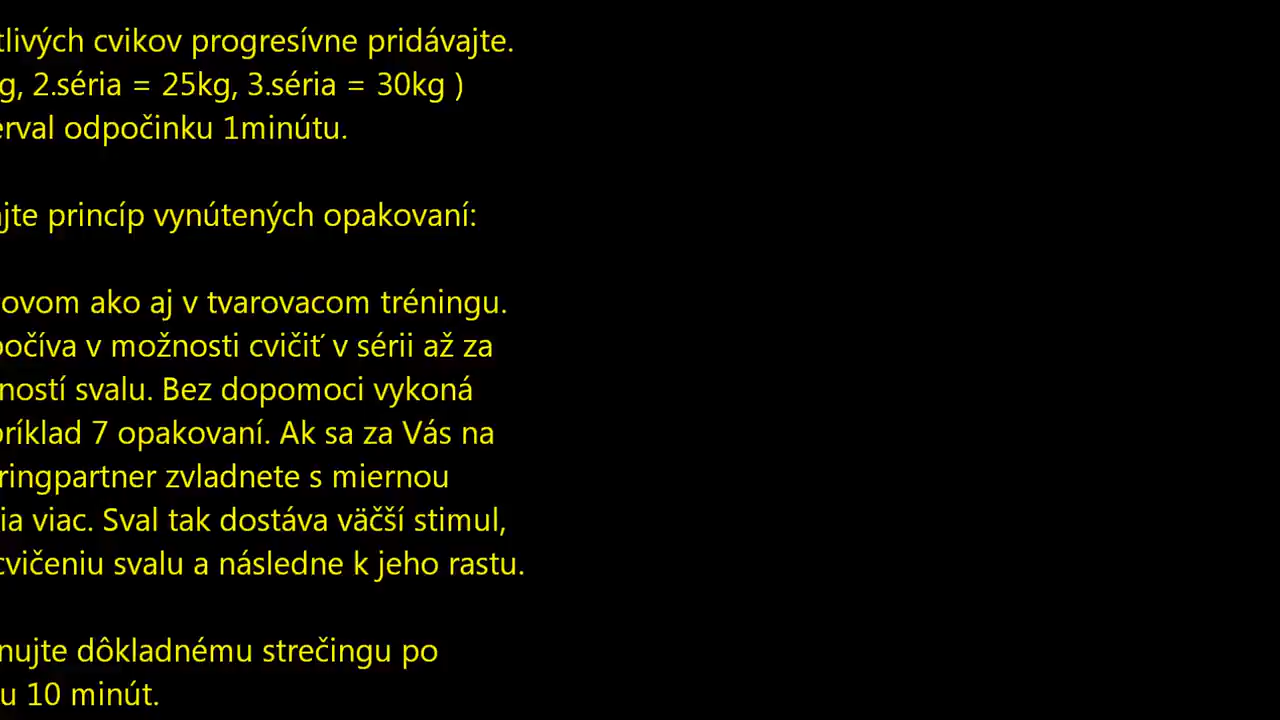 tlivých cvikov progresívne pridávajte.
g, 2.séria = 25kg, 3.séria = 30kg )
erval odpočinku 1minútu.
jte princíp vynútených opakovaní:
ovom ako aj v tvarovacom tréningu.
počíva v možnosti cvičiť v sérii až za
ností svalu. Bez dopomoci vykoná
príklad 7 opakovaní. Ak sa za Vás na
ringpartner zvladnete s miernou
ia viac. Sval tak dostáva väčší stimul,
cvičeniu svalu a následne k jeho rastu.
nujte dôkladnému strečingu po
u 10 minút.